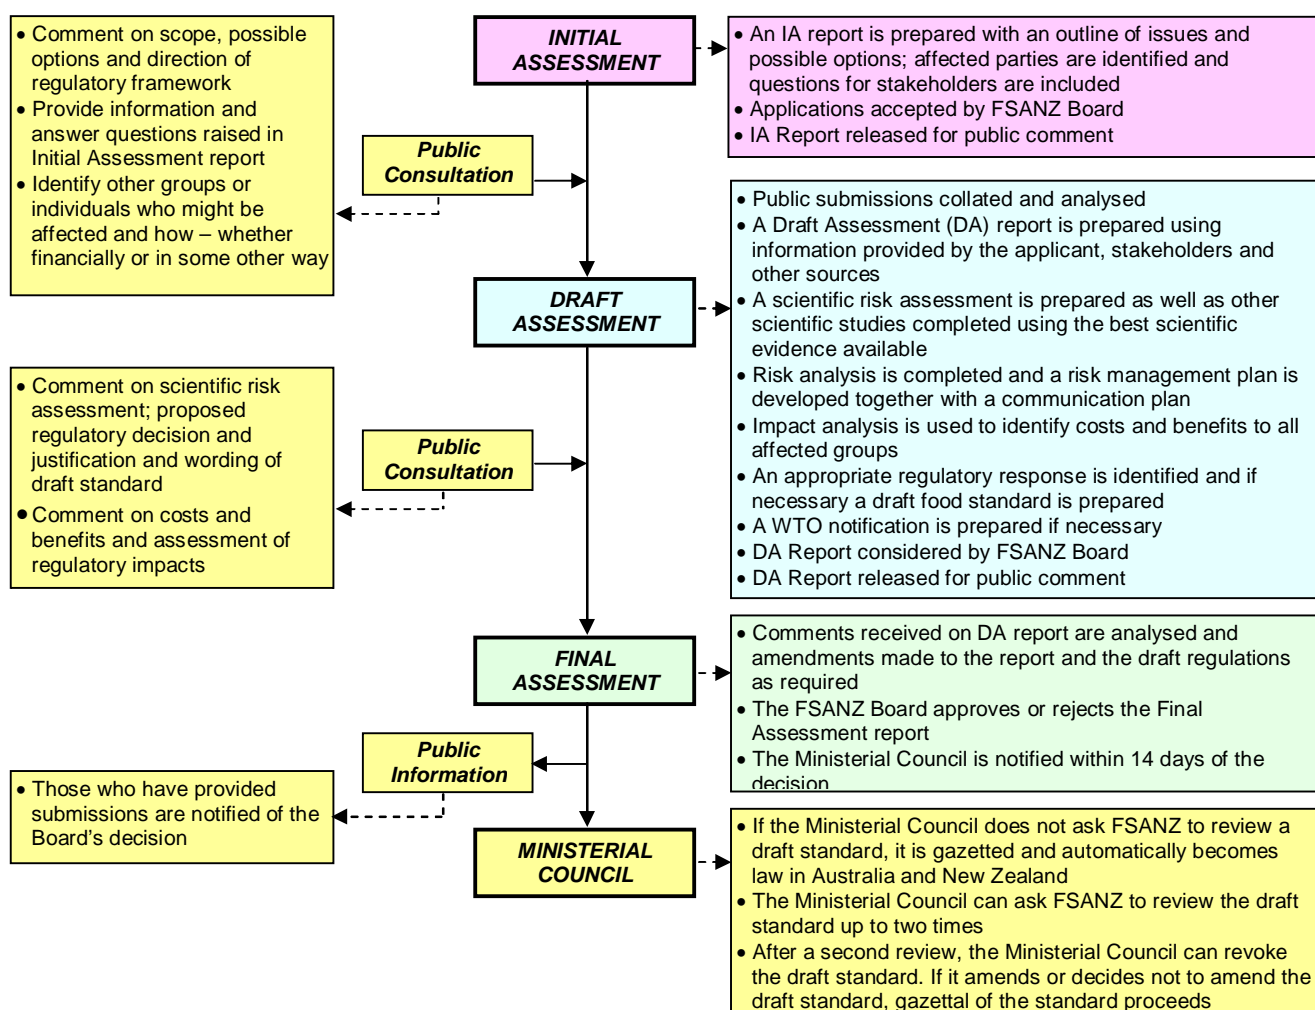 • Comment on scope, possible
options and direction of
regulatory framework
• Provide information and
answer questions raised in
Initial Assessment report
• Identify other groups or
individuals who might be
affected and how – whether
financially or in some other way
INITIAL
ASSESSMENT
• An IA report is prepared with an outline of issues and
possible options; affected parties are identified and
questions for stakeholders are included
• Applications accepted by FSANZ Board
• IA Report released for public comment
Public
Consultation
DRAFT
ASSESSMENT
• Public submissions collated and analysed
• A Draft Assessment (DA) report is prepared using
information provided by the applicant, stakeholders and
other sources
• A scientific risk assessment is prepared as well as other
scientific studies completed using the best scientific
evidence available
• Risk analysis is completed and a risk management plan is
developed together with a communication plan
• Impact analysis is used to identify costs and benefits to all
affected groups
• An appropriate regulatory response is identified and if
necessary a draft food standard is prepared
• A WTO notification is prepared if necessary
• DA Report considered by FSANZ Board
• DA Report released for public comment
• Comment on scientific risk
assessment; proposed
regulatory decision and
justification and wording of
draft standard
• Comment on costs and
benefits and assessment of
regulatory impacts
Public
Consultation
FINAL
ASSESSMENT
• Comments received on DA report are analysed and
amendments made to the report and the draft regulations
as required
• The FSANZ Board approves or rejects the Final
Assessment report
• The Ministerial Council is notified within 14 days of the
decision
Public
Information
• Those who have provided
submissions are notified of the
Board's decision
MINISTERIAL
COUNCIL
• If the Ministerial Council does not ask FSANZ to review a
draft standard, it is gazetted and automatically becomes
law in Australia and New Zealand
• The Ministerial Council can ask FSANZ to review the draft
standard up to two times
• After a second review, the Ministerial Council can revoke
the draft standard. If it amends or decides not to amend the
draft standard, gazettal of the standard proceeds